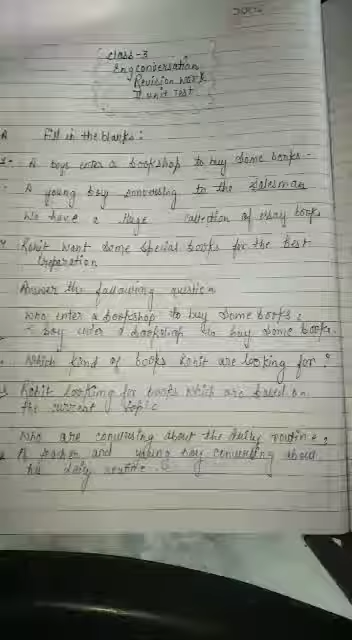 Class-3
Eng conversation
Revision work
II unit Test
A Fill in the blanks:
A boys enter a bookshop to buy some books
A young boy to the salesman
We have a Huge collection of essay books
Rohit want some special books for the best
preparation
Answer the following question
Who enter a bookshop to buy some books?
boy enter a bookshop to buy some books.
Which kind of books Rohit are looking for?
Rohit looking for books which are based on
the current topic
Who are conversing about the daily routine?
A teacher and young boy conversing about
his daily routine.